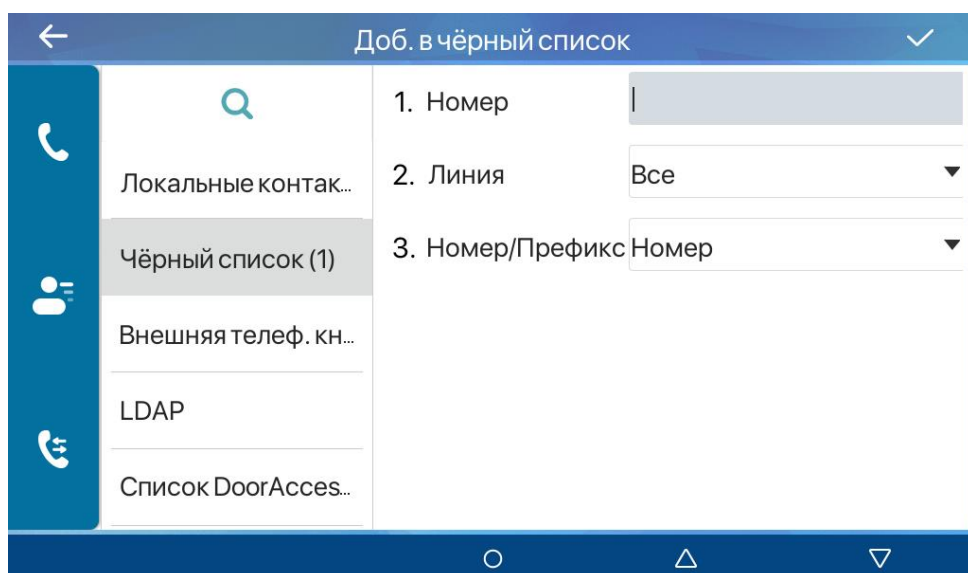 Доб. в чёрный список
Локальные контак...
Чёрный список (1)
Внешняя телеф. кн...
LDAP
Список DoorAcces...
1. Номер
2. Линия Все
3. Номер/Префикс Номер